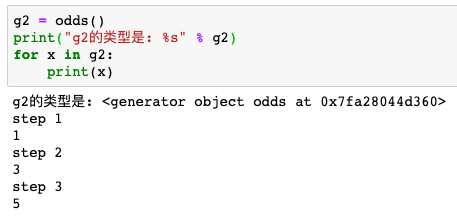 g2 = odds()
print("g2的类型是: %s" % g2)
for x in g2:
    print(x)
g2的类型是: <generator object odds at 0x7fa28044d360>
step 1
1
step 2
3
step 3
5